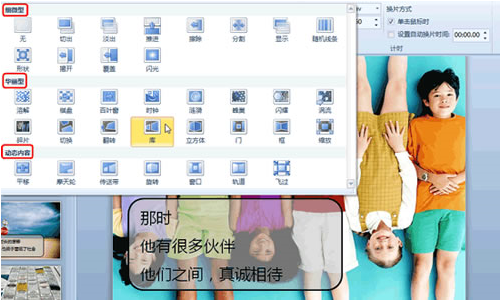 细微型
无 切出 淡出 推进 擦除 分割 显示 随机线条
形状 揭开 覆盖 闪光
华丽型
溶解 棋盘 百叶窗 时钟 涟漪 蜂巢 闪耀 涡流
碎片 切换 翻转 库 立方体 门 框 缩放
动态内容
平移 摩天轮 传送带 旋转 窗口 轨道 飞过
换片方式
单击鼠标时
设置自动换片时间: 00:00.00
计时
那时
他有很多伙伴
他们之间，真诚相待